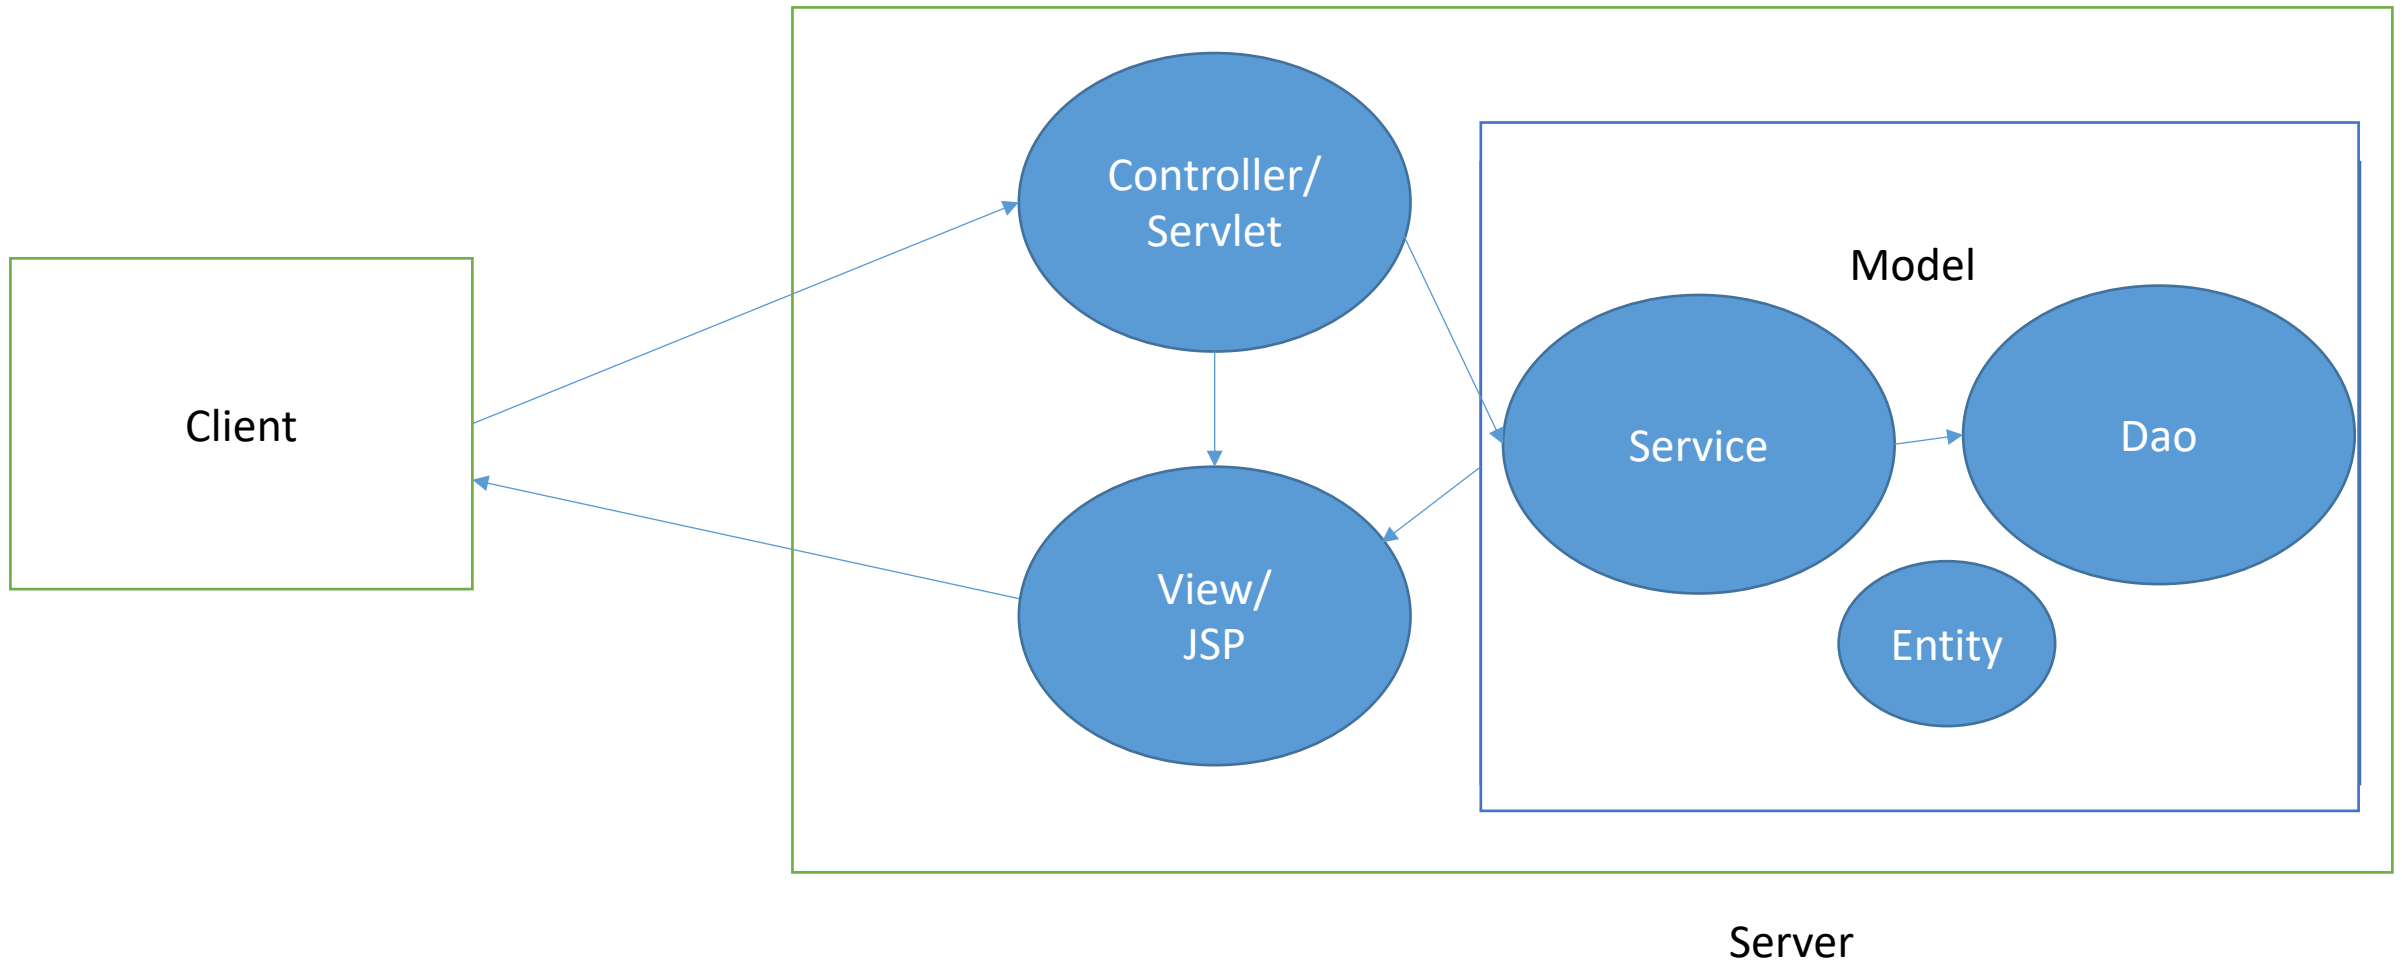 Controller/
Servlet
Model
Client
Service
Dao
View/
JSP
Entity
Server